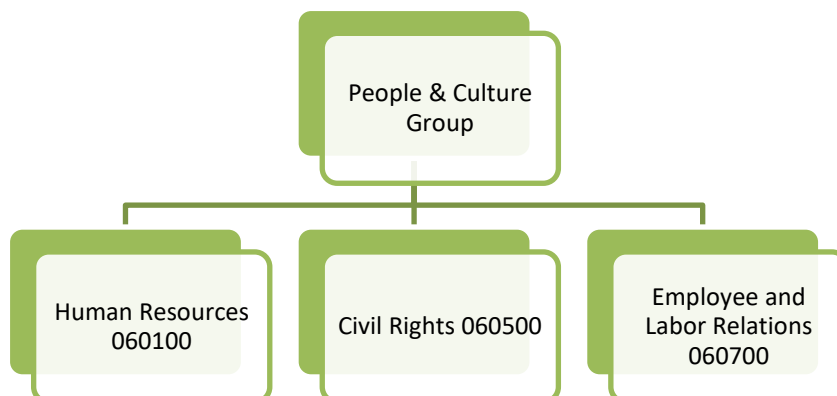 People & Culture
Group
Human Resources
060100
Civil Rights 060500
Employee and
Labor Relations
060700